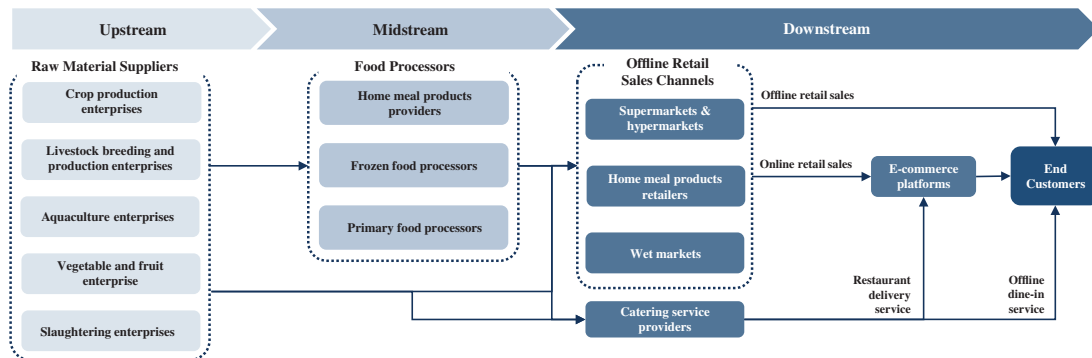 Upstream
Midstream
Downstream
Raw Material Suppliers
Crop production
enterprises
Livestock breeding and
production enterprises
Aquaculture enterprises
Vegetable and fruit
enterprise
Slaughtering enterprises
Food Processors
Home meal products
providers
Frozen food processors
Primary food processors
Offline Retail
Sales Channels
Supermarkets &
hypermarkets
Home meal products
retailers
Wet markets
Catering service
providers
Offline retail sales
Online retail sales
E-commerce
platforms
End
Customers
Restaurant
delivery
service
Offline
dine-in
service